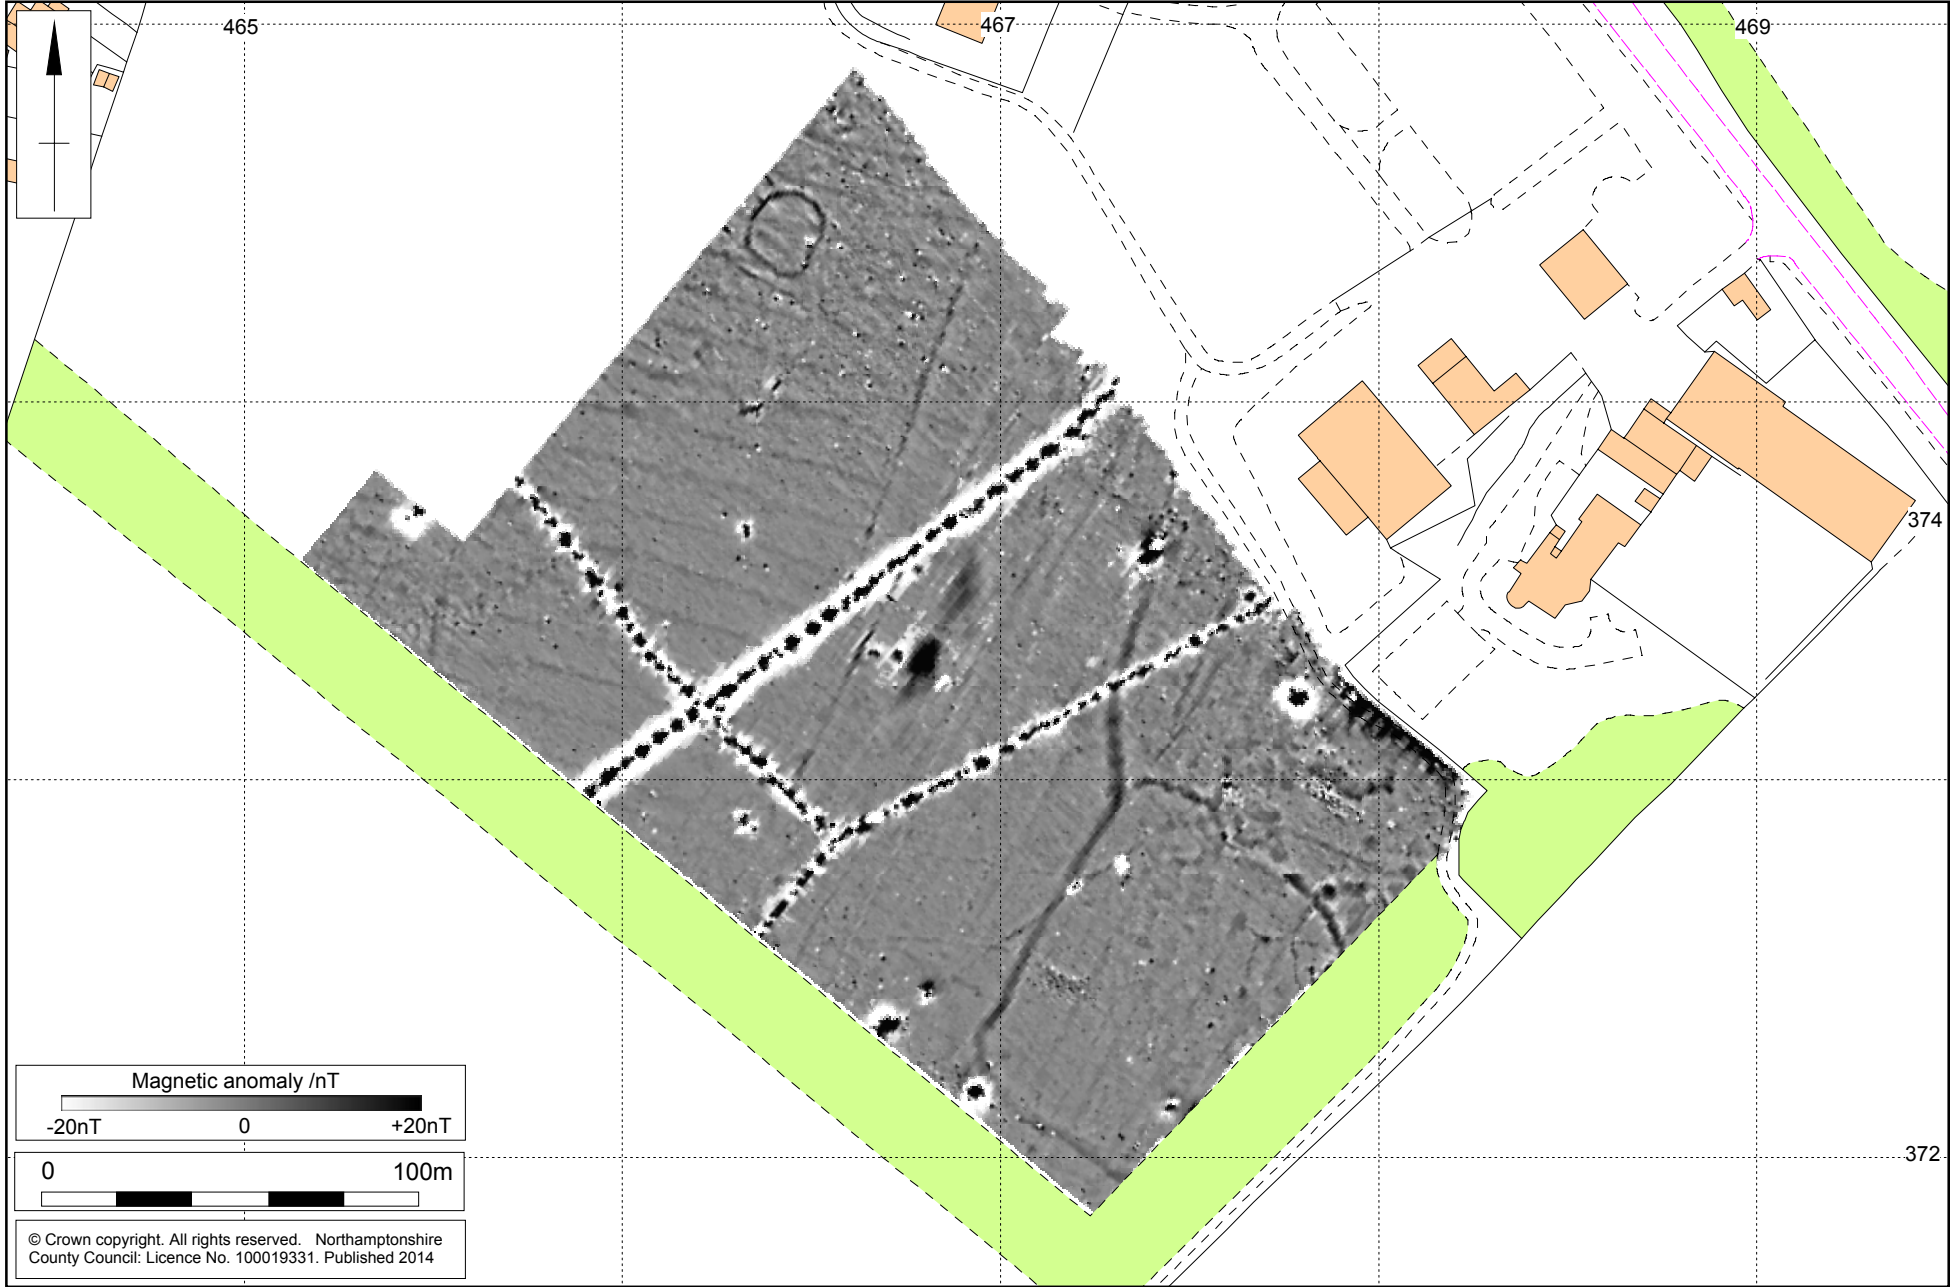 465
467
469
374
372
Magnetic anomaly /nT
-20nT 0 +20nT
0 100m
© Crown copyright. All rights reserved. Northamptonshire
County Council: Licence No. 100019331. Published 2014